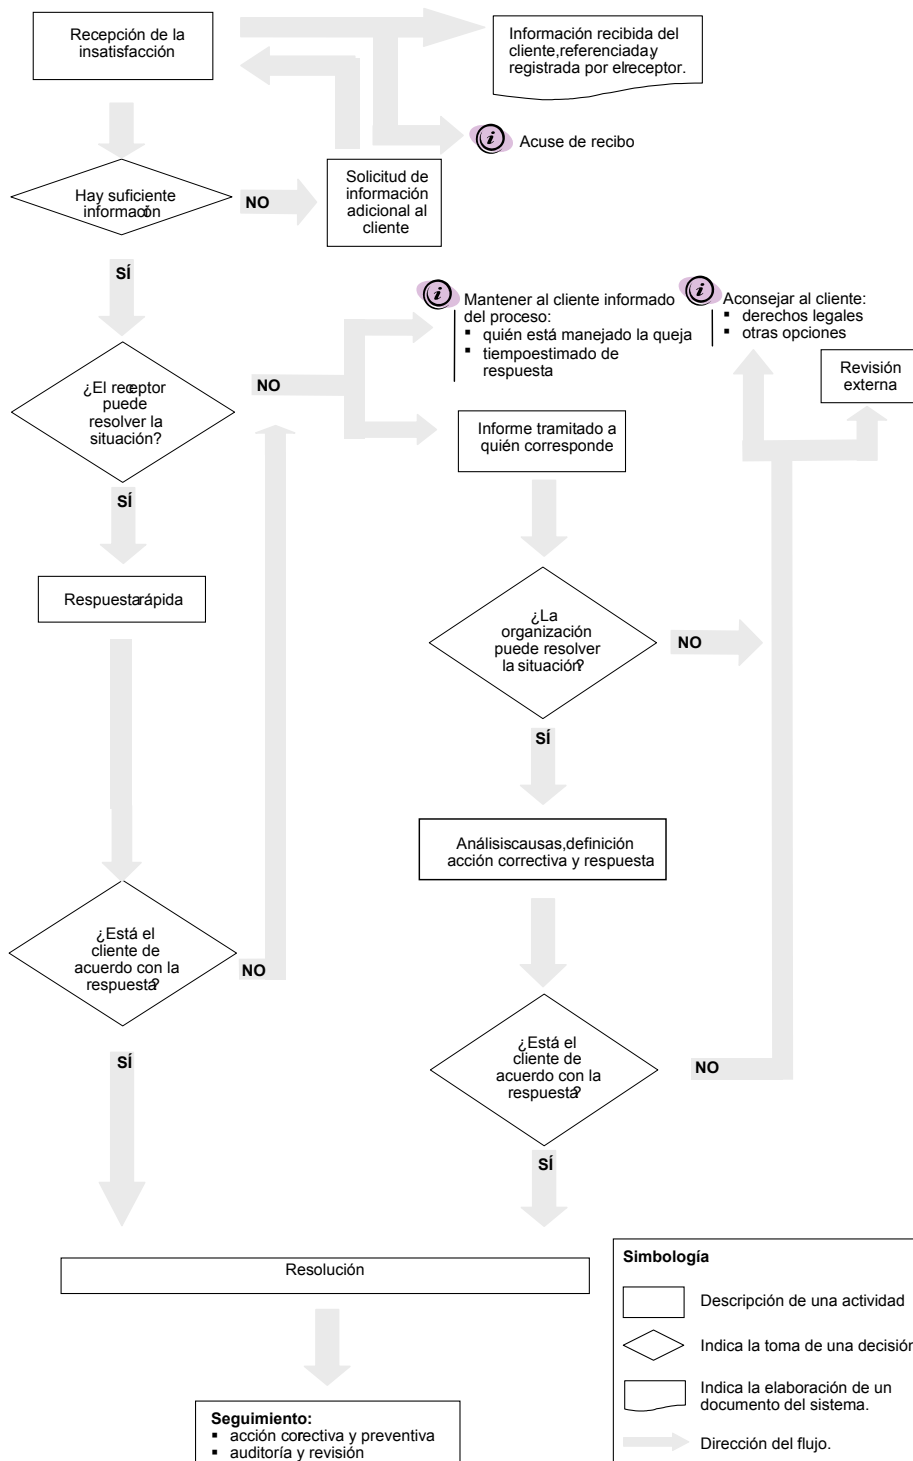 Recepción de la
insatisfacción
Información recibida del
cliente,referenciaday
registrada por elreceptor.
i Acuse de recibo
Hay suficiente
información
NO
Solicitud de
información
adicional al
cliente
SÍ
i
Mantener al cliente informado
del proceso:
▪ quién está manejado la queja
▪ tiempoestimado de
respuesta
i
Aconsejar al cliente:
▪ derechos legales
▪ otras opciones
Revisión
externa
¿El receptor
puede
resolver la
situación?
NO
Informe tramitado a
quién corresponde
SÍ
Respuestarápida
¿La
organización
puede resolver
la situación?
NO
SÍ
Análisiscausas,definición
acción correctiva y respuesta
¿Está el
cliente de
acuerdo con la
respuesta?
NO
SÍ
¿Está el
cliente de
acuerdo con la
respuesta?
NO
SÍ
Resolución
Seguimiento:
▪ acción correctiva y preventiva
▪ auditoría y revisión
Simbología
Descripción de una actividad
Indica la toma de una decisión
Indica la elaboración de un
documento del sistema.
Dirección del flujo.